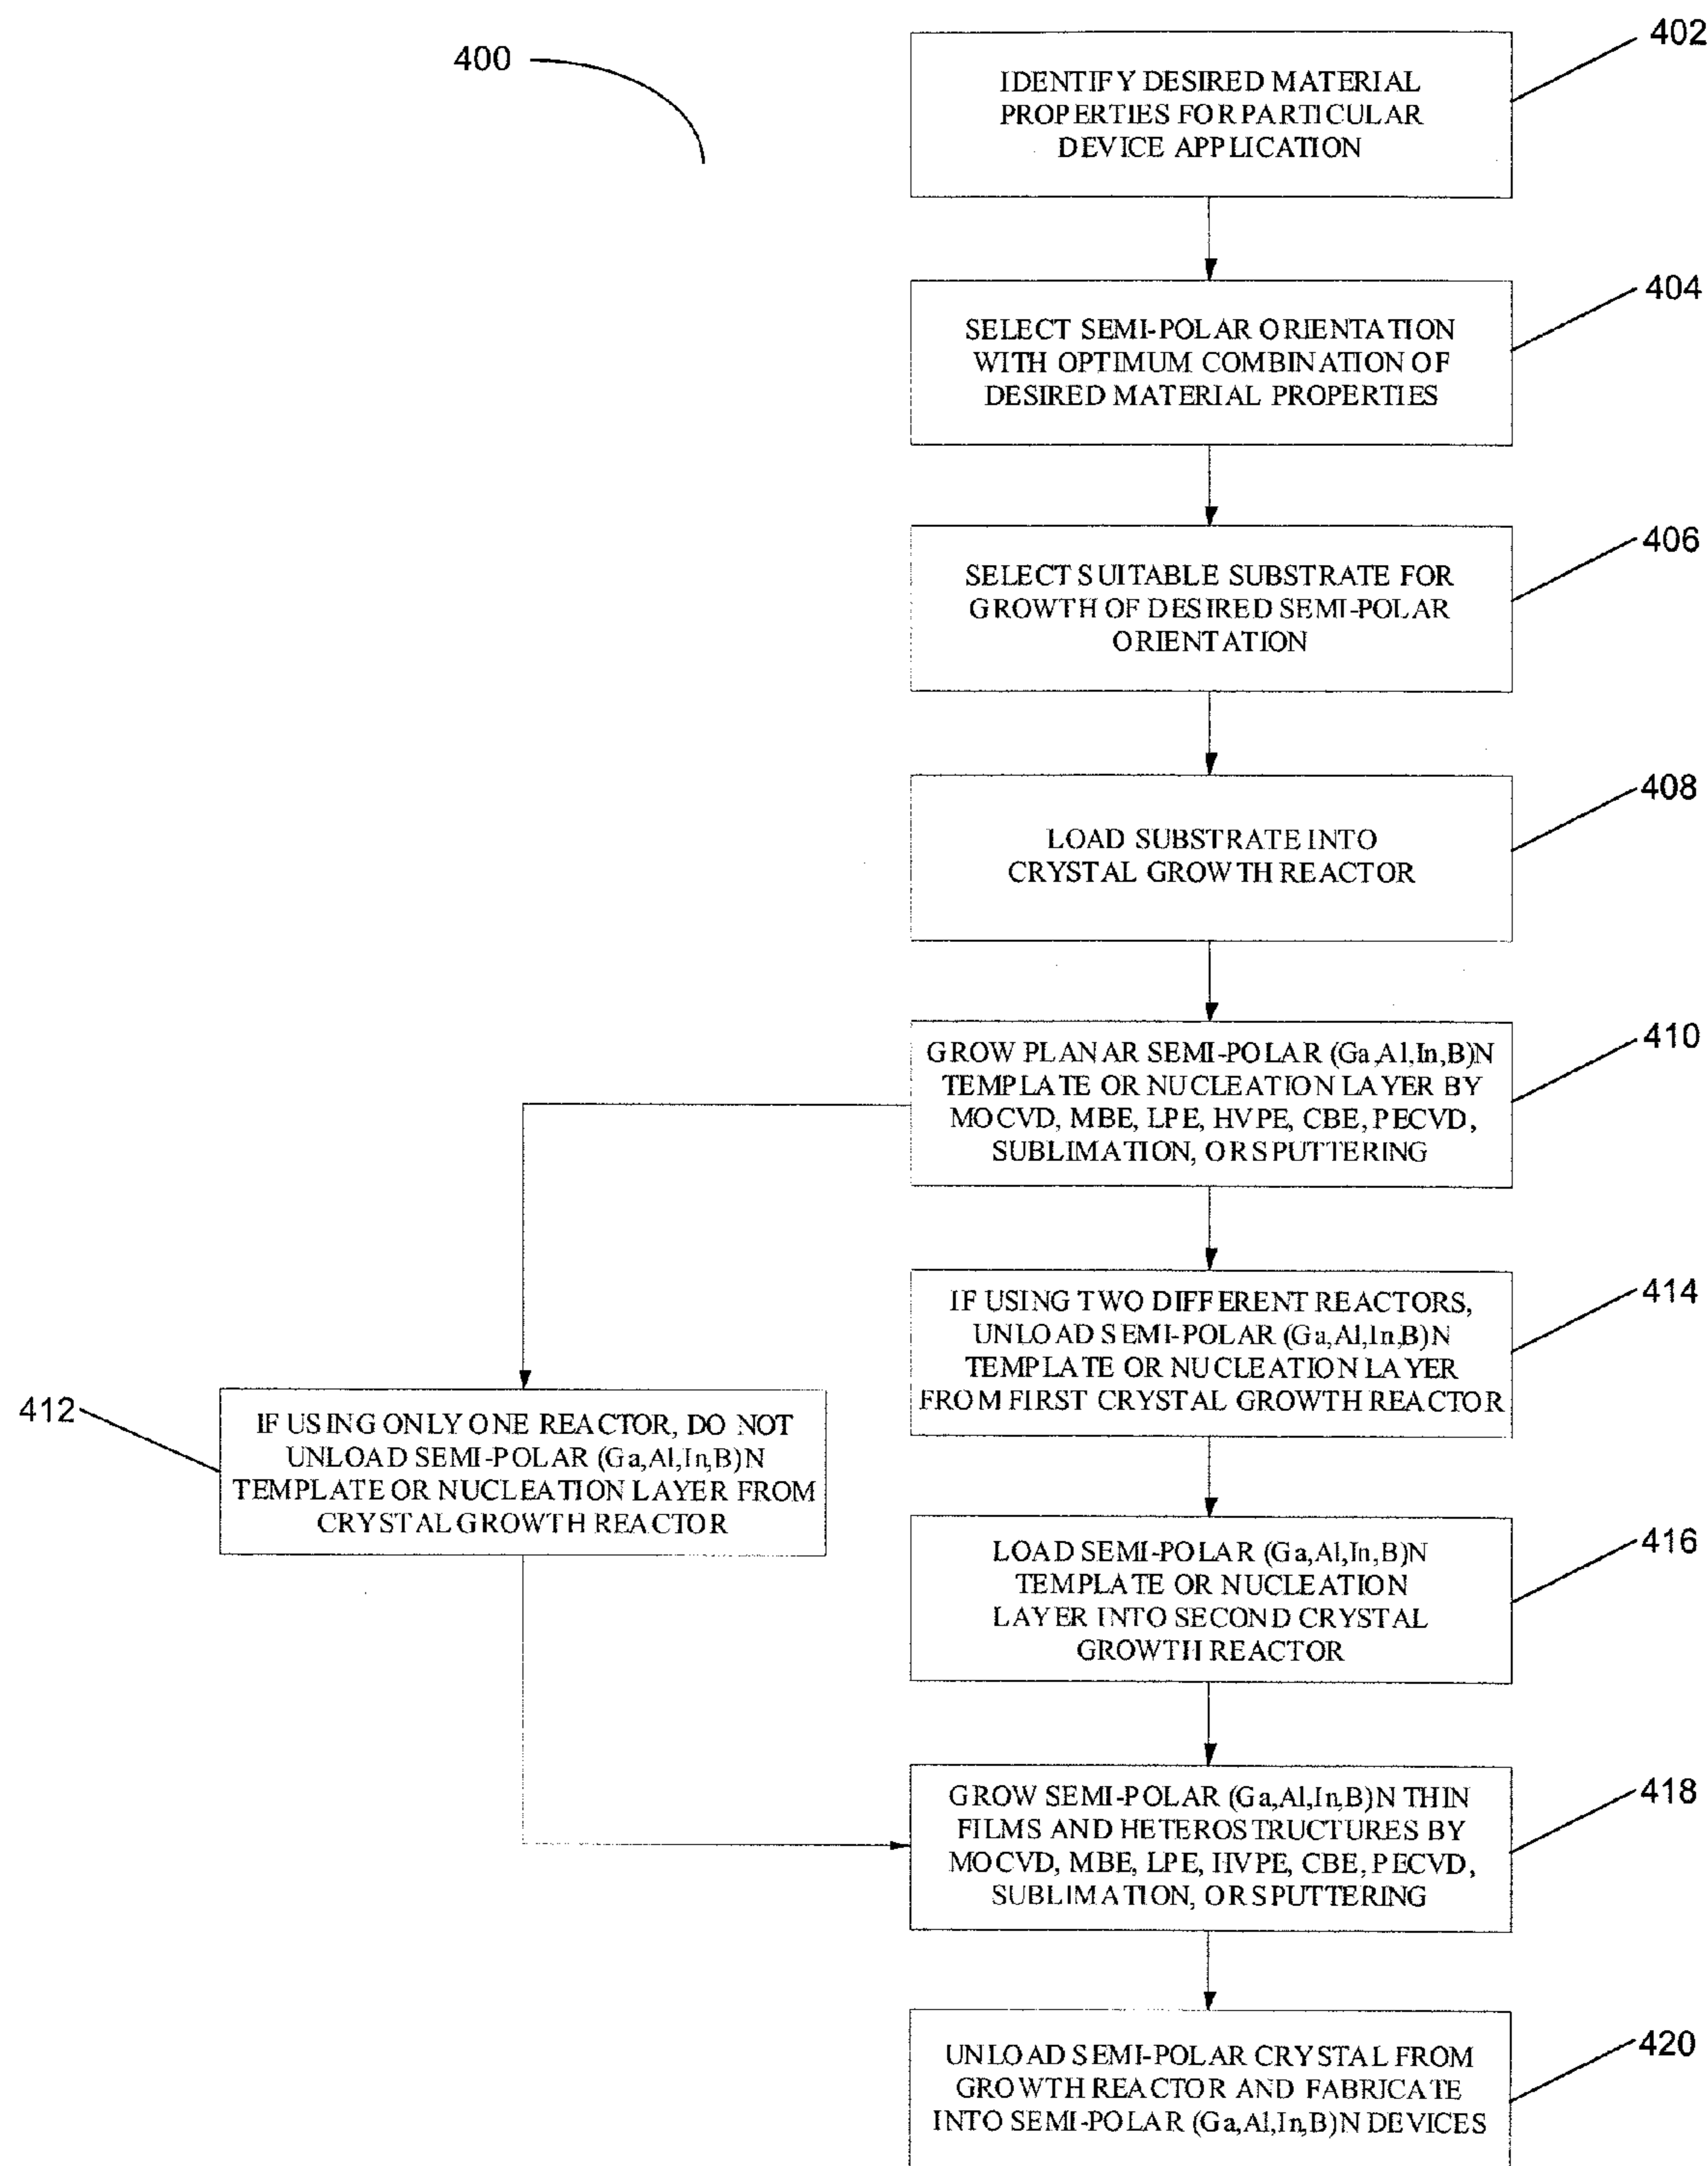 400
402
IDENTIFY DESIRED MATERIAL
PROPERTIES FOR PARTICULAR
DEVICE APPLICATION
404
SELECT SEMI-POLAR ORIENTATION
WITH OPTIMUM COMBINATION OF
DESIRED MATERIAL PROPERTIES
406
SELECT SUITABLE SUBSTRATE FOR
GROWTH OF DESIRED SEMI-POLAR
ORIENTATION
408
LOAD SUBSTRATE INTO
CRYSTAL GROWTH REACTOR
410
GROW PLANAR SEMI-POLAR (Ga,Al,In,B)N
TEMPLATE OR NUCLEATION LAYER BY
MOCVD, MBE, LPE, HVPE, CBE, PECVD,
SUBLIMATION, OR SPUTTERING
414
IF USING TWO DIFFERENT REACTORS,
UNLOAD SEMI-POLAR (Ga,Al,In,B)N
TEMPLATE OR NUCLEATION LAYER
FROM FIRST CRYSTAL GROWTH REACTOR
412
IF USING ONLY ONE REACTOR, DO NOT
UNLOAD SEMI-POLAR (Ga,Al,In,B)N
TEMPLATE OR NUCLEATION LAYER FROM
CRYSTAL GROWTH REACTOR
416
LOAD SEMI-POLAR (Ga,Al,In,B)N
TEMPLATE OR NUCLEATION
LAYER INTO SECOND CRYSTAL
GROWTH REACTOR
418
GROW SEMI-POLAR (Ga,Al,In,B)N THIN
FILMS AND HETEROSTRUCTURES BY
MOCVD, MBE, LPE, HVPE, CBE, PECVD,
SUBLIMATION, OR SPUTTERING
420
UNLOAD SEMI-POLAR CRYSTAL FROM
GROWTH REACTOR AND FABRICATE
INTO SEMI-POLAR (Ga,Al,In,B)N DEVICES